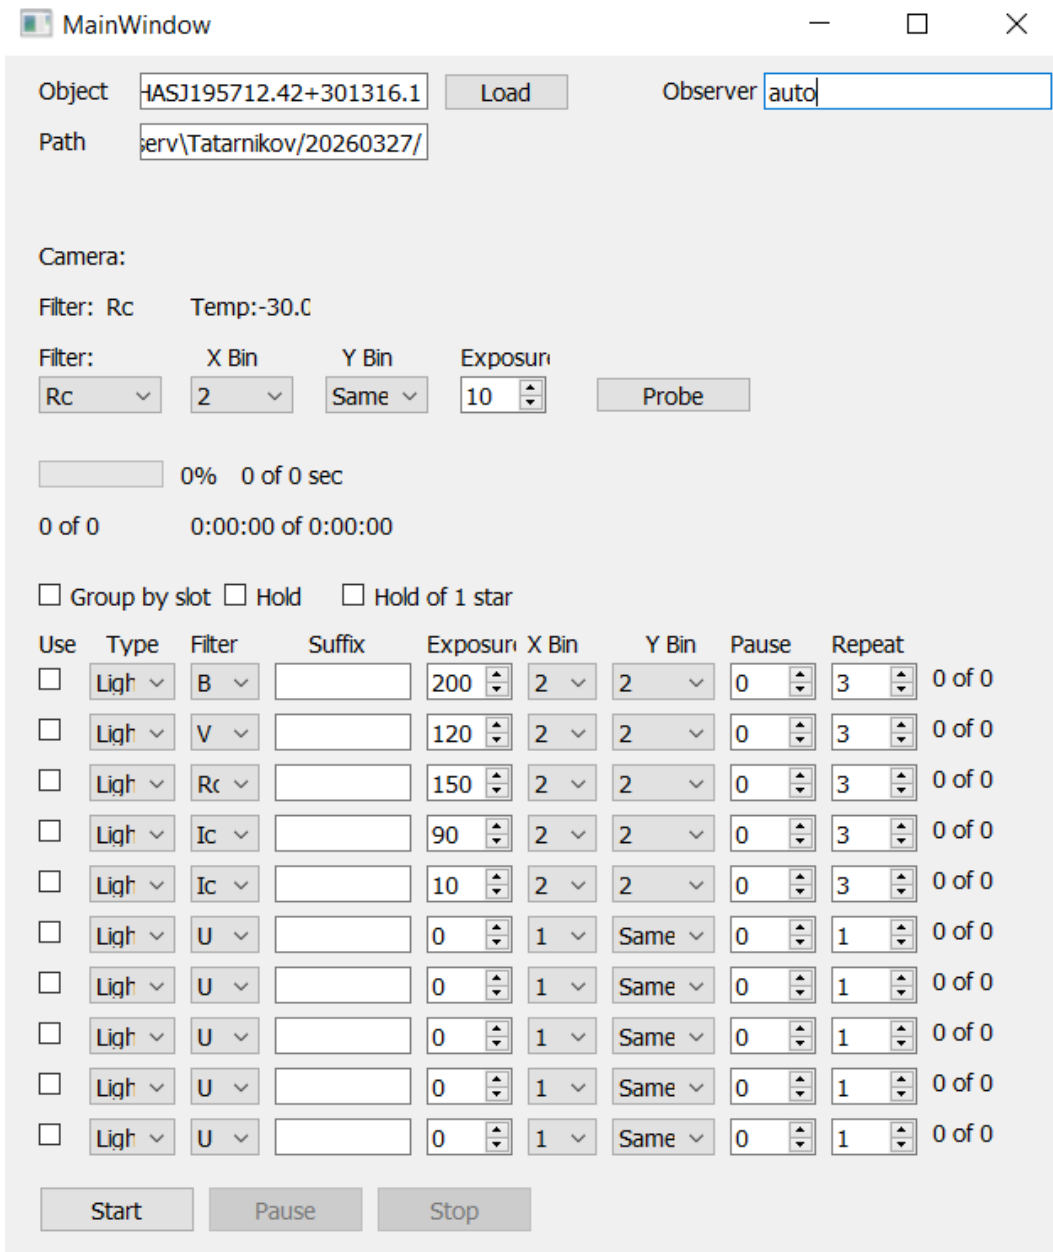 MainWindow
Object HASJ195712.42+301316.1 Load Observer auto
Path serv\Tatarnikov/20260327/
Camera:
Filter: Rc Temp:-30.0
Filter: X Bin Y Bin Exposure
Rc 2 Same 10 Probe
0% 0 of 0 sec
0 of 0 0:00:00 of 0:00:00
Group by slot Hold Hold of 1 star
Use Type Filter Suffix Exposure X Bin Y Bin Pause Repeat
Ligh B 200 2 2 0 3 0 of 0
Ligh V 120 2 2 0 3 0 of 0
Ligh Rc 150 2 2 0 3 0 of 0
Ligh Ic 90 2 2 0 3 0 of 0
Ligh Ic 10 2 2 0 3 0 of 0
Ligh U 0 1 Same 0 1 0 of 0
Ligh U 0 1 Same 0 1 0 of 0
Ligh U 0 1 Same 0 1 0 of 0
Ligh U 0 1 Same 0 1 0 of 0
Ligh U 0 1 Same 0 1 0 of 0
Start Pause Stop